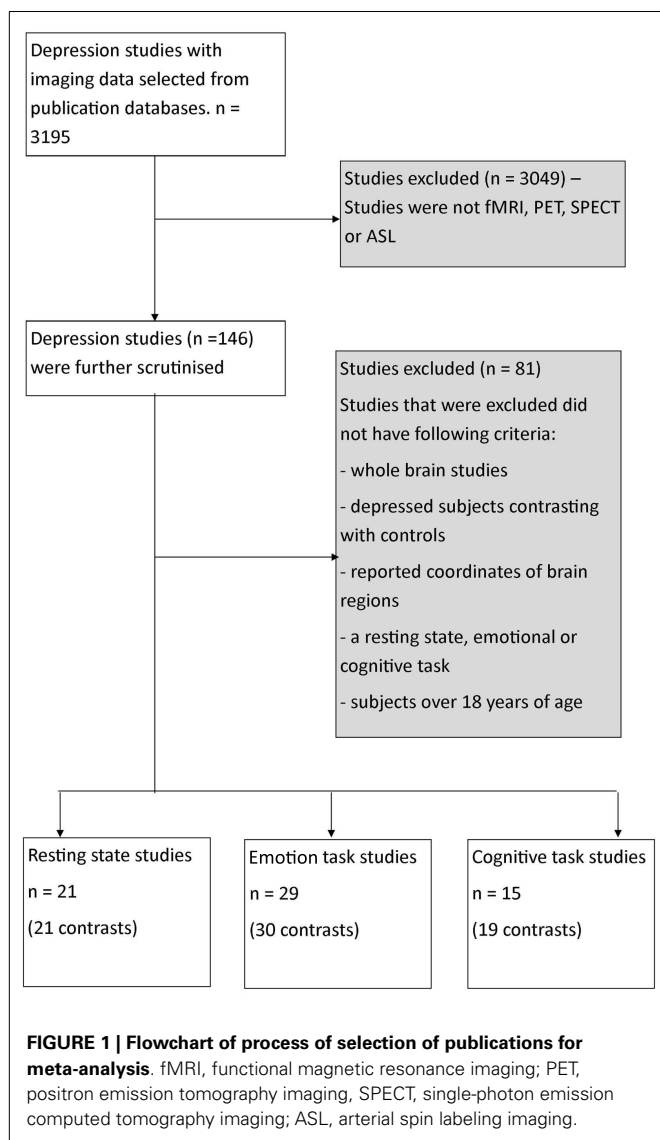 Depression studies with
imaging data selected from
publication databases. n =
3195
Studies excluded (n = 3049) –
Studies were not fMRI, PET, SPECT
or ASL
Depression studies (n =146)
were further scrutinised
Studies excluded (n = 81)
Studies that were excluded did
not have following criteria:
- whole brain studies
- depressed subjects contrasting
with controls
- reported coordinates of brain
regions
- a resting state, emotional or
cognitive task
- subjects over 18 years of age
Resting state studies
n = 21
(21 contrasts)
Emotion task studies
n = 29
(30 contrasts)
Cognitive task studies
n = 15
(19 contrasts)
FIGURE 1 | Flowchart of process of selection of publications for
meta-analysis. fMRI, functional magnetic resonance imaging; PET,
positron emission tomography imaging, SPECT, single-photon emission
computed tomography imaging; ASL, arterial spin labeling imaging.